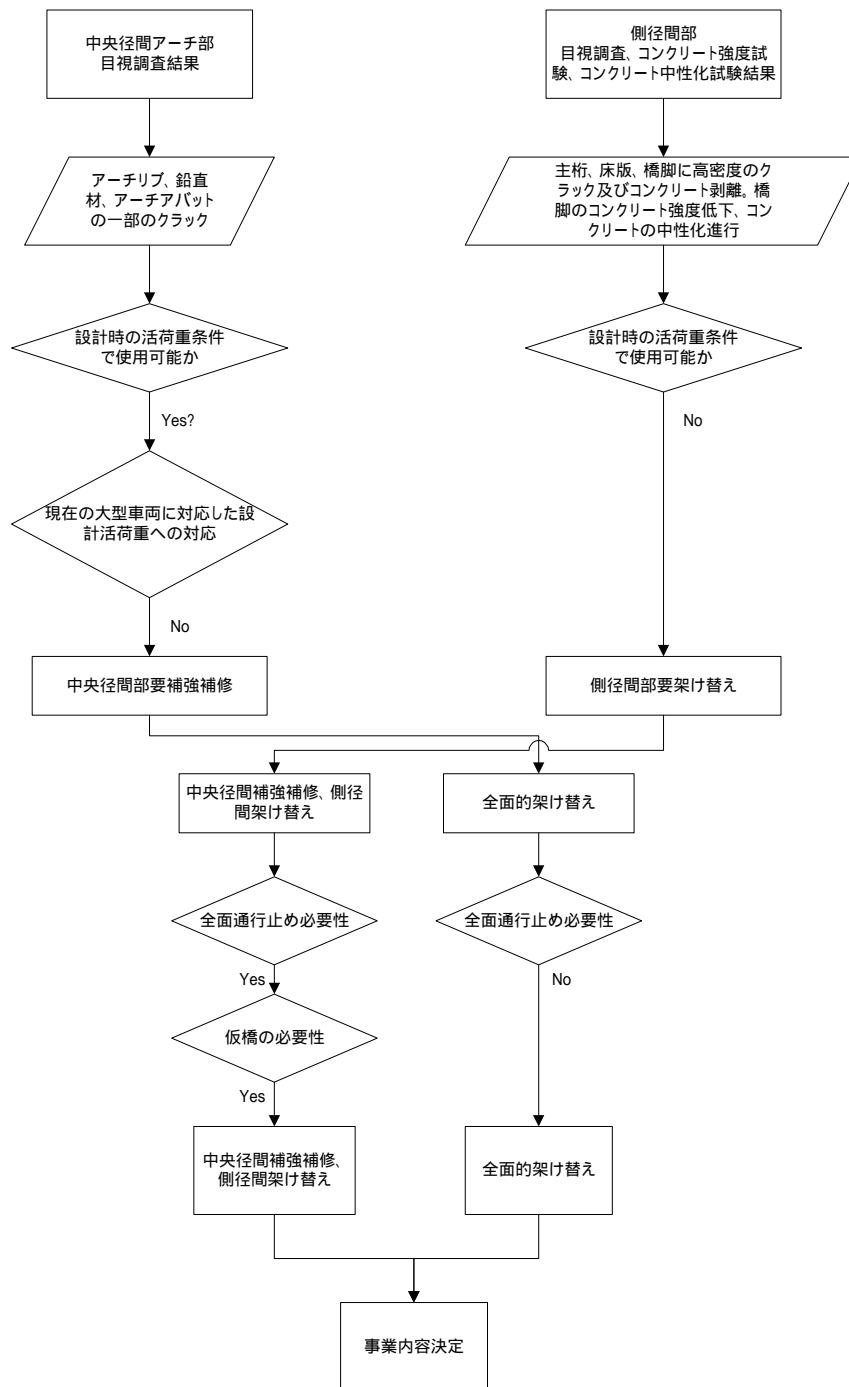 中央径間アーチ部
目視調査結果
側径間部
目視調査、コンクリート強度試
験、コンクリート中性化試験結果
アーチリブ、鉛直
材、アーチアバット
の一部のクラック
主桁、床版、橋脚に高密度のク
ラック及びコンクリート剥離。橋
脚のコンクリート強度低下、コン
クリートの中性化進行
設計時の活荷重条件
で使用可能か
設計時の活荷重条件
で使用可能か
Yes?
No
現在の大型車両に対応した設
計活荷重への対応
No
中央径間部要補強補修
側径間部要架け替え
中央径間補強補修、側径
間架け替え
全面的架け替え
全面通行止め必要性
全面通行止め必要性
Yes
No
仮橋の必要性
Yes
中央径間補強補修、
側径間架け替え
全面的架け替え
事業内容決定